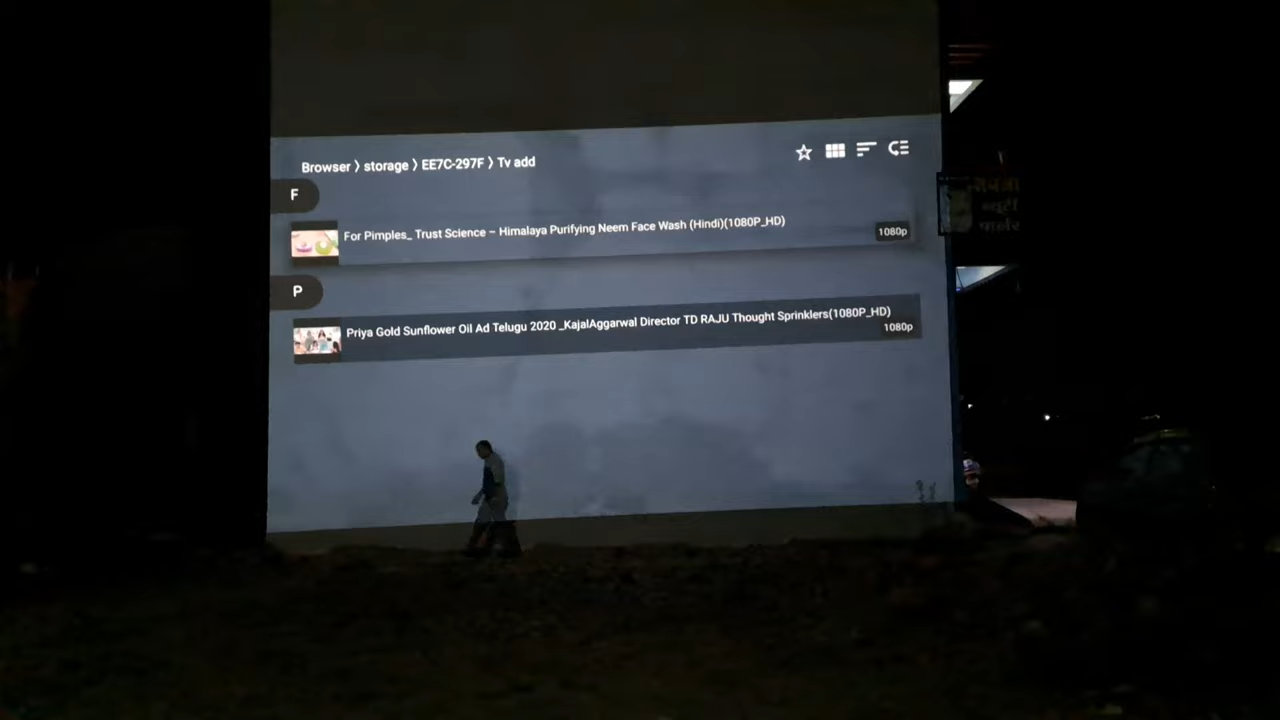 Browser 〉storage 〉EE7C-297F 〉Tv add
F
For Pimples_ Trust Science – Himalaya Purifying Neem Face Wash (Hindi)(1080P_HD)
1080p
P
Priya Gold Sunflower Oil Ad Telugu 2020 _KajalAggarwal Director TD RAJU Thought Sprinklers(1080P_HD)
1080p
ब्युटी
पार्लर